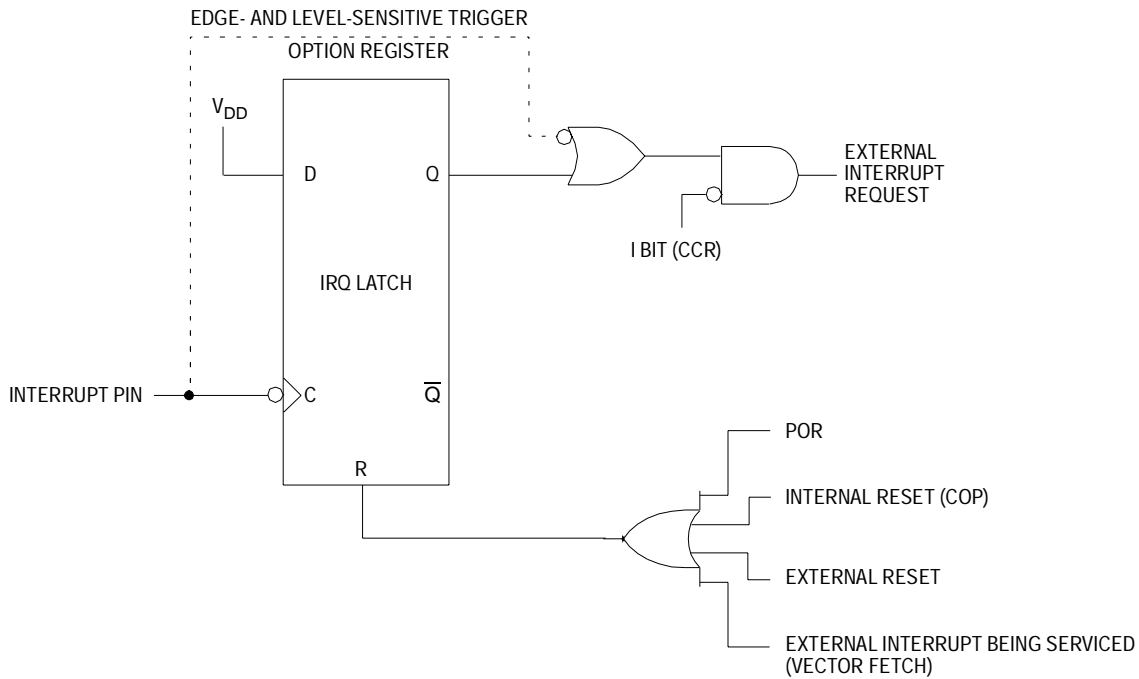 EDGE- AND LEVEL-SENSITIVE TRIGGER
OPTION REGISTER
VDD
D
Q
EXTERNAL
INTERRUPT
REQUEST
I BIT (CCR)
IRQ LATCH
INTERRUPT PIN
C
Q̅
R
POR
INTERNAL RESET (COP)
EXTERNAL RESET
EXTERNAL INTERRUPT BEING SERVICED
(VECTOR FETCH)